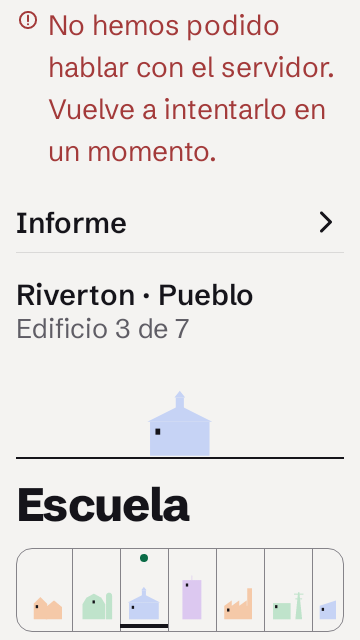 No hemos podido
hablar con el servidor.
Vuelve a intentarlo en
un momento.
Informe
Riverton · Pueblo
Edificio 3 de 7
Escuela